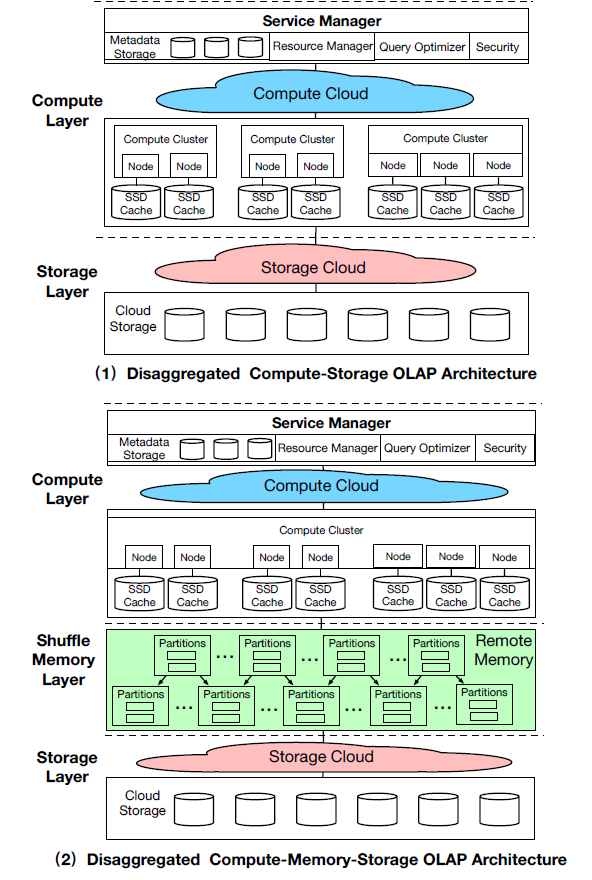 Service Manager
Metadata Storage
Resource Manager
Query Optimizer
Security
Compute Layer
Compute Cloud
Compute Cluster
Compute Cluster
Compute Cluster
Node
Node
Node
Node
Node
Node
Node
SSD Cache
SSD Cache
SSD Cache
SSD Cache
SSD Cache
SSD Cache
SSD Cache
Storage Layer
Storage Cloud
Cloud Storage
(1) Disaggregated Compute-Storage OLAP Architecture
Service Manager
Metadata Storage
Resource Manager
Query Optimizer
Security
Compute Layer
Compute Cloud
Compute Cluster
Node
Node
Node
Node
Node
Node
Node
SSD Cache
SSD Cache
SSD Cache
SSD Cache
SSD Cache
SSD Cache
SSD Cache
Shuffle Memory Layer
Partitions
...
Partitions
...
Partitions
...
Partitions
Remote Memory
Partitions
...
Partitions
...
Partitions
...
Partitions
...
Partitions
Storage Layer
Storage Cloud
Cloud Storage
(2) Disaggregated Compute-Memory-Storage OLAP Architecture